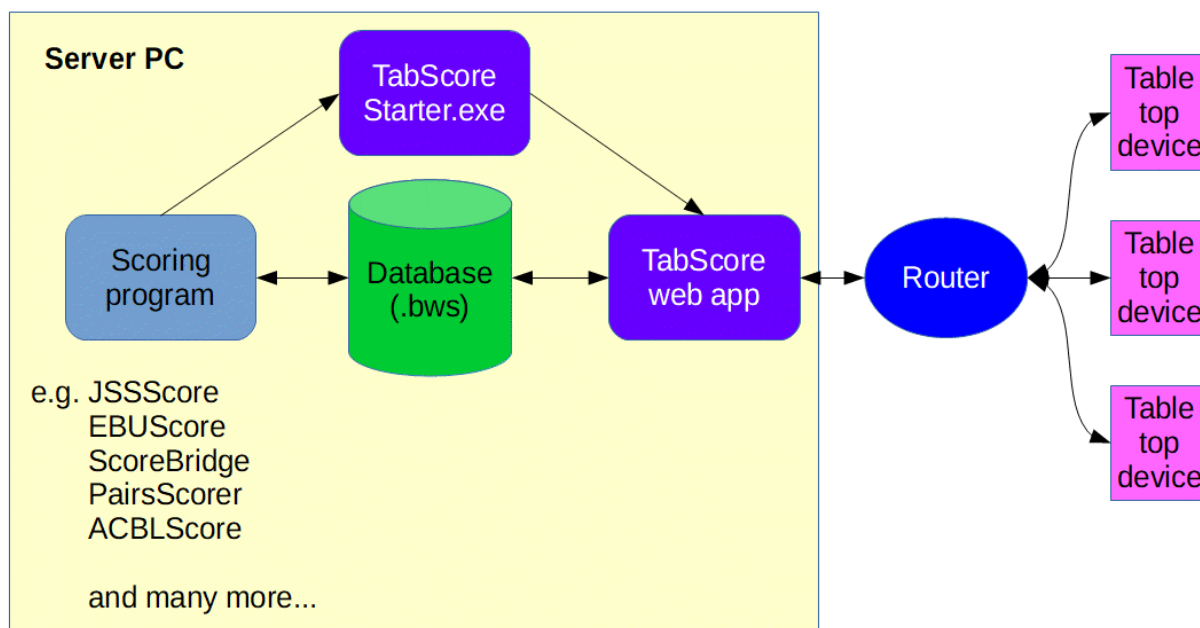 Server PC
TabScore
Starter.exe
Scoring
program
Database
(.bws)
TabScore
web app
Router
Table
top
device
Table
top
device
Table
top
device
e.g. JSSScore
EBUScore
ScoreBridge
PairsScorer
ACBLScore
and many more...